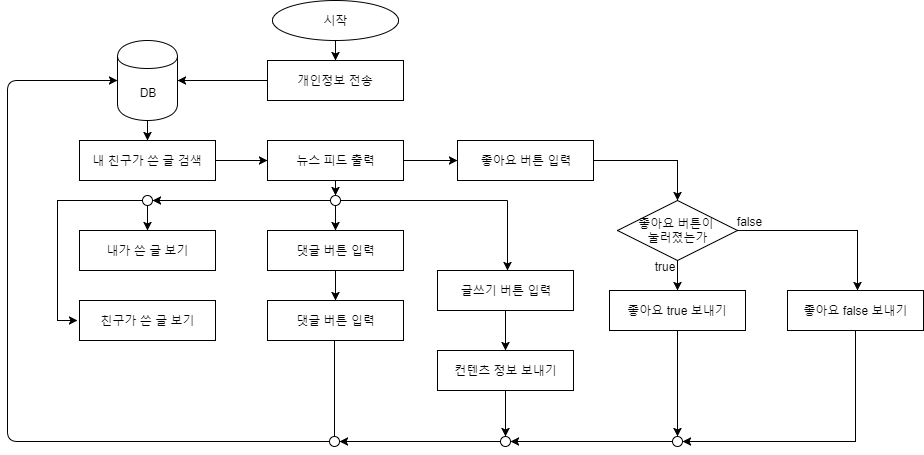 시작
개인정보 전송
DB
내 친구가 쓴 글 검색
뉴스 피드 출력
좋아요 버튼 입력
좋아요 버튼이
눌러졌는가
false
true
내가 쓴 글 보기
댓글 버튼 입력
글쓰기 버튼 입력
친구가 쓴 글 보기
댓글 버튼 입력
좋아요 true 보내기
좋아요 false 보내기
컨텐츠 정보 보내기